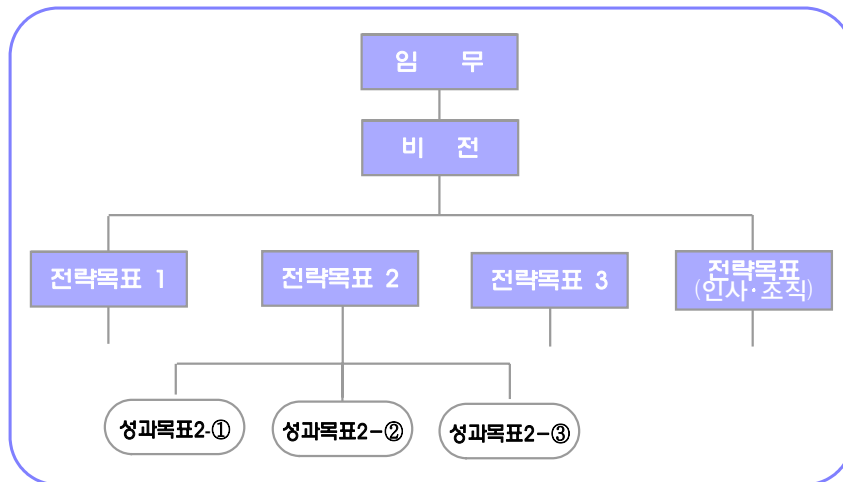 임 무
비 전
전략목표 1
전략목표 2
전략목표 3
전략목표
(인사·조직)
성과목표2-①
성과목표2-②
성과목표2-③